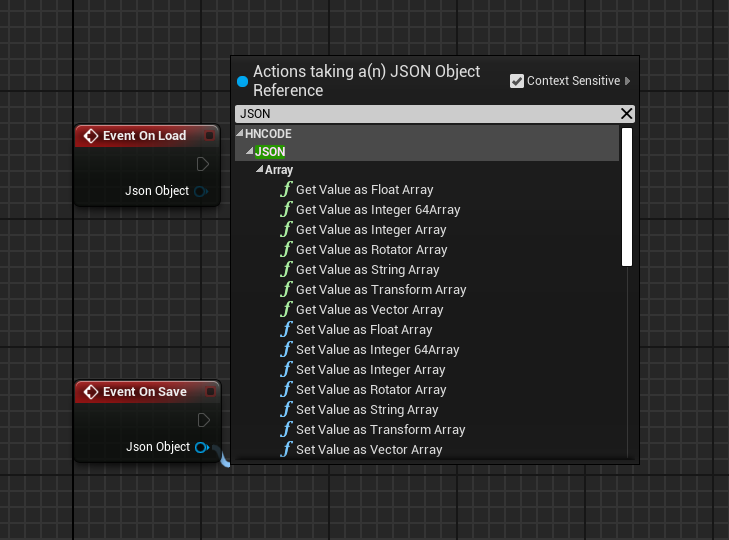 Actions taking a(n) JSON Object
Reference
Context Sensitive
JSON
HNCODE
JSON
Array
Get Value as Float Array
Get Value as Integer 64Array
Get Value as Integer Array
Get Value as Rotator Array
Get Value as String Array
Get Value as Transform Array
Get Value as Vector Array
Set Value as Float Array
Set Value as Integer 64Array
Set Value as Integer Array
Set Value as Rotator Array
Set Value as String Array
Set Value as Transform Array
Set Value as Vector Array
Event On Load
Json Object
Event On Save
Json Object